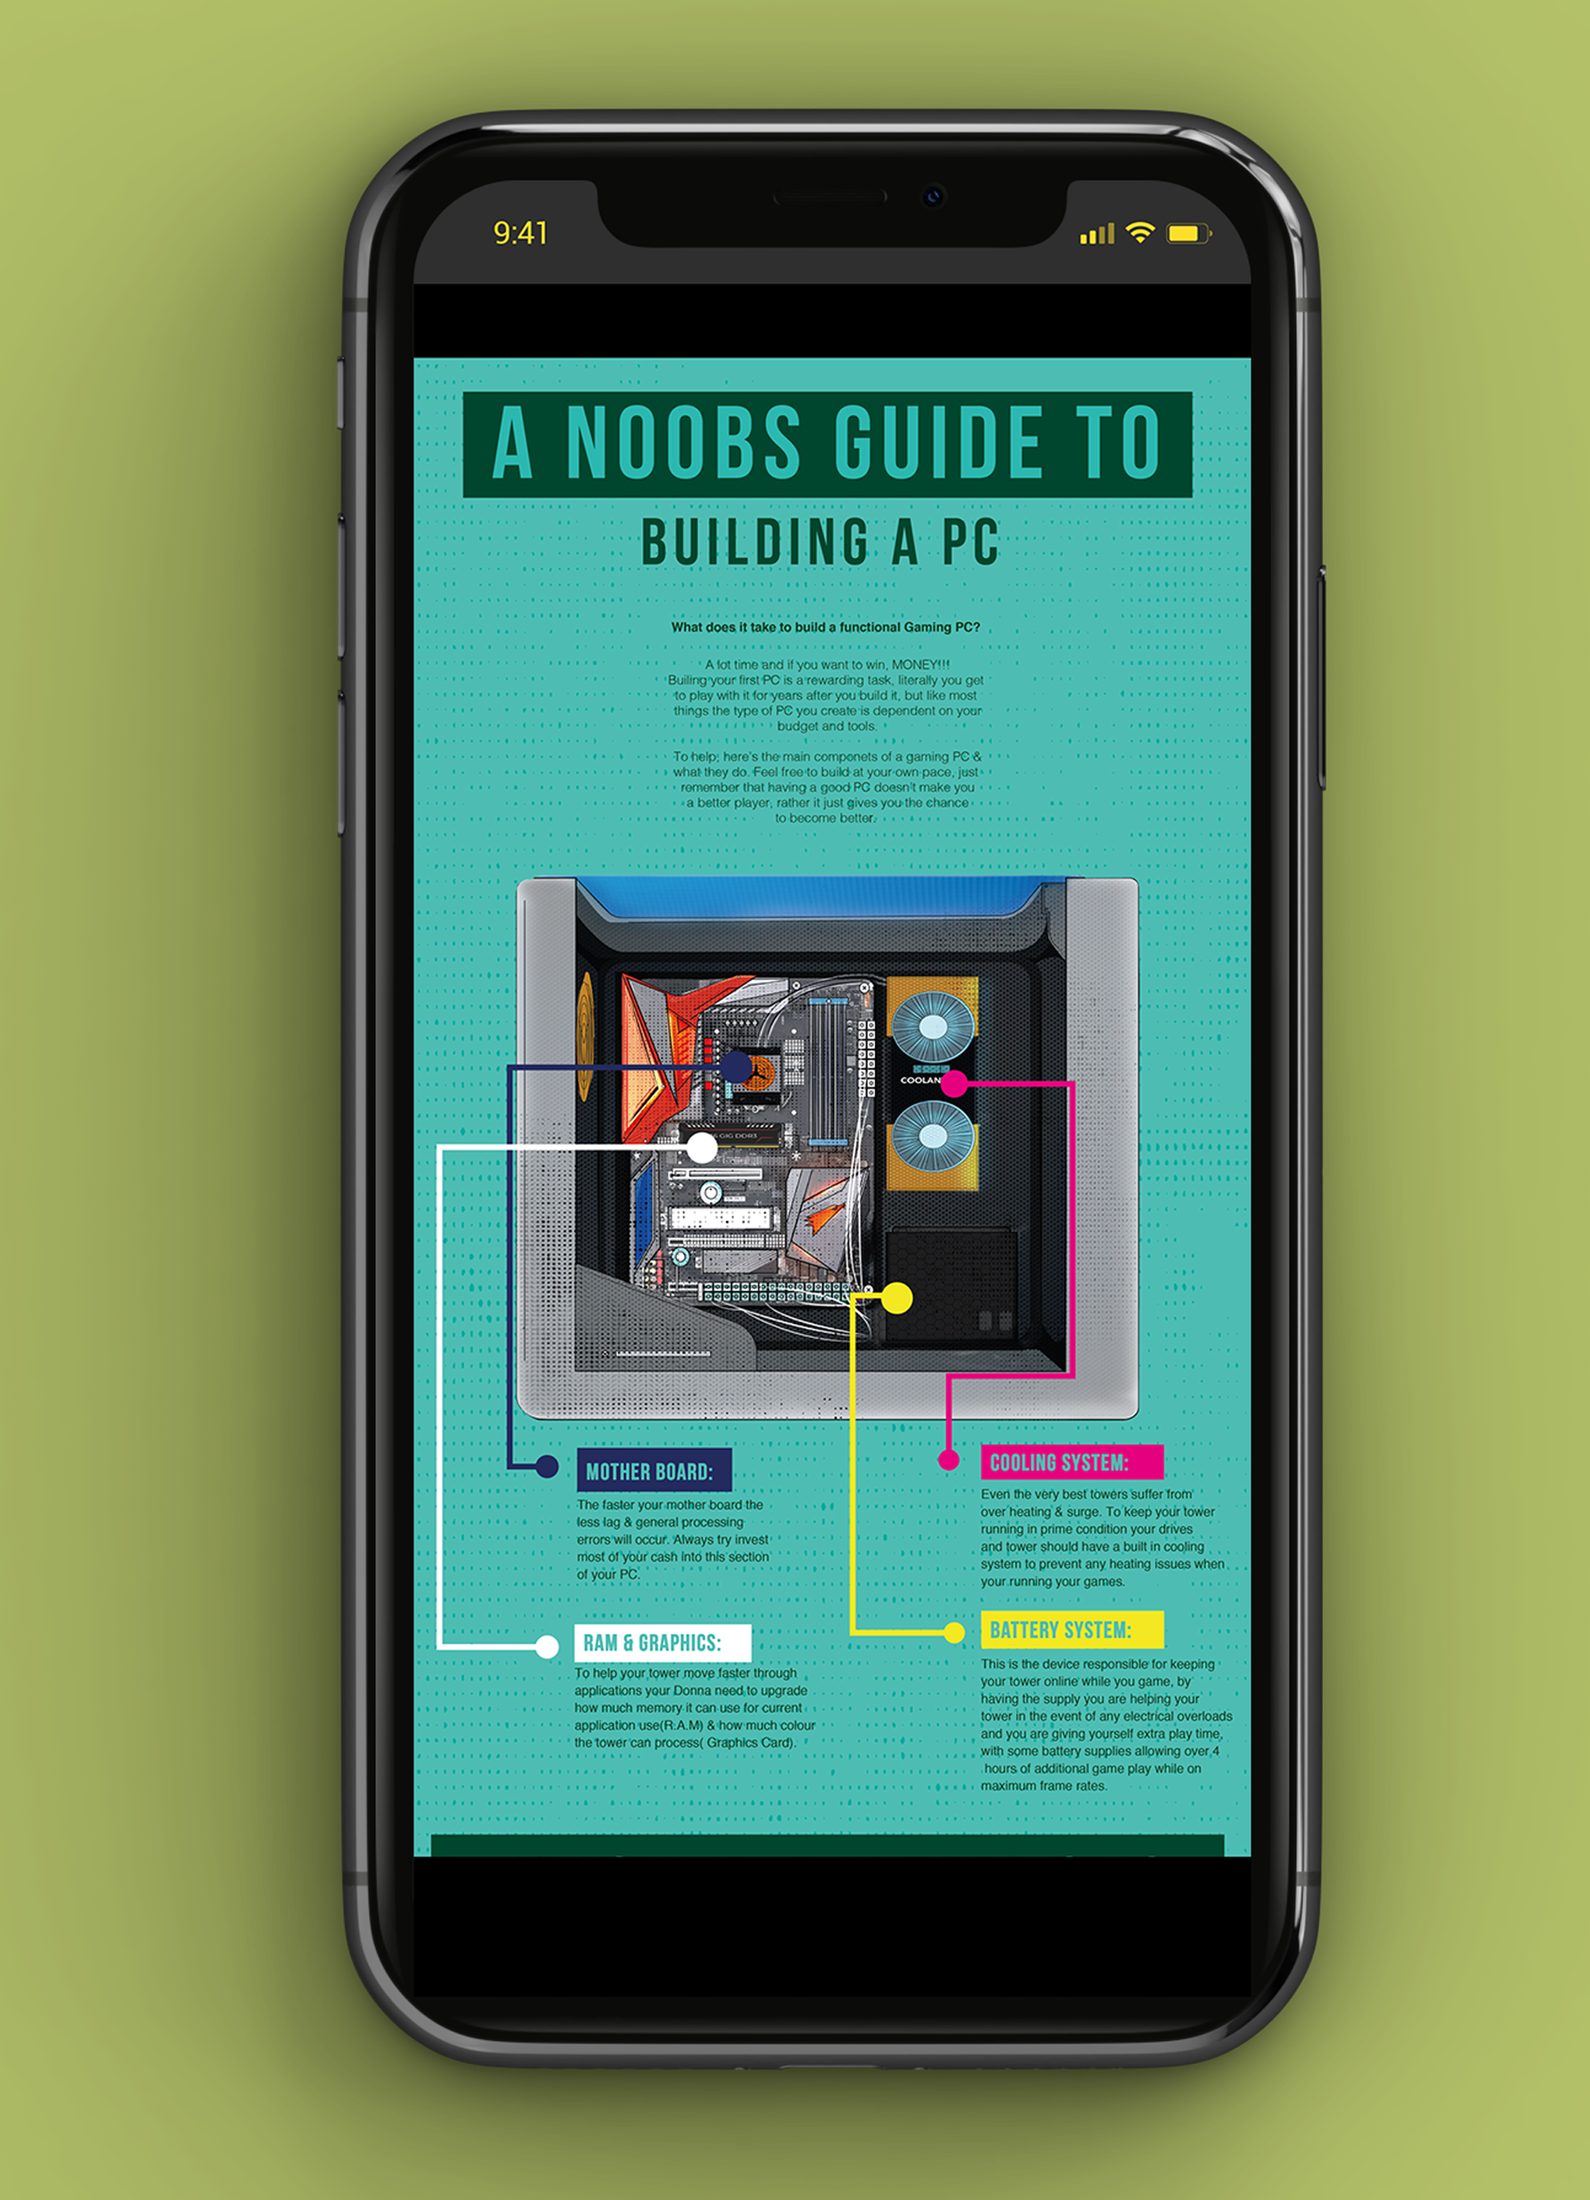 9:41
A NOOBS GUIDE TO
BUILDING A PC
What does it take to build a functional Gaming PC?
A lot time and if you want to win, MONEY!!!
Builing your first PC is a rewarding task, literally you get
to play with it for years after you build it, but like most
things the type of PC you create is dependent on your
budget and tools.
To help, here's the main componets of a gaming PC &
what they do. Feel free to build at your own pace, just
remember that having a good PC doesn't make you
a better player, rather it just gives you the chance
to become better.
GIG DDR3
MOTHER BOARD:
The faster your mother board the
less lag & general processing
errors will occur. Always try invest
most of your cash into this section
of your PC.
RAM & GRAPHICS:
To help your tower move faster through
applications your Donna need to upgrade
how much memory it can use for current
application use(R.A.M) & how much colour
the tower can process( Graphics Card).
COOLING SYSTEM:
Even the very best towers suffer from
over heating & surge. To keep your tower
running in prime condition your drives
and tower should have a built in cooling
system to prevent any heating issues when
your running your games.
BATTERY SYSTEM:
This is the device responsible for keeping
your tower online while you game, by
having the supply you are helping your
tower in the event of any electrical overloads
and you are giving yourself extra play time,
with some battery supplies allowing over 4
hours of additional game play while on
maximum frame rates.